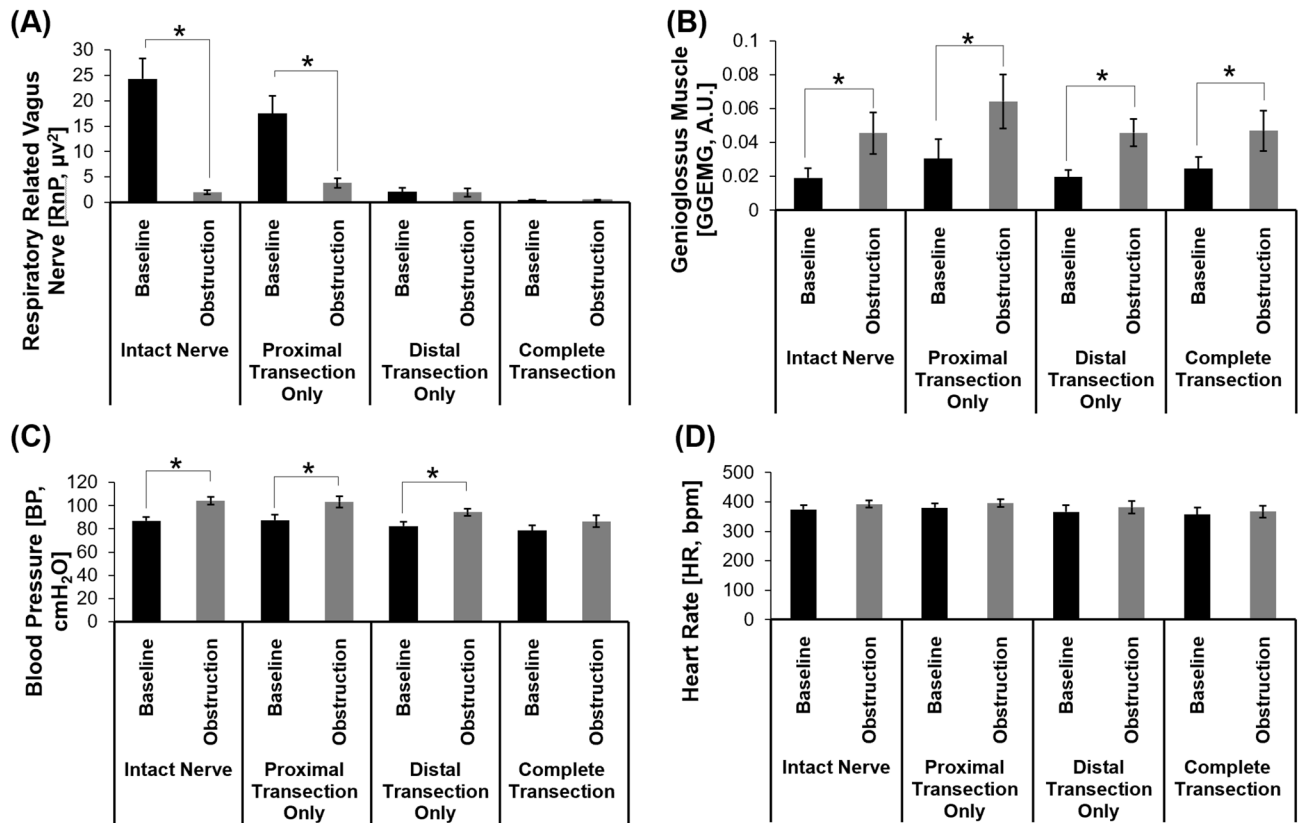 (A)
Respiratory Related Vagus
Nerve [RnP, µv²]
30
25
20
15
10
5
0
*
*
Baseline
Obstruction
Baseline
Obstruction
Baseline
Obstruction
Baseline
Obstruction
Intact Nerve
Proximal
Transection
Only
Distal
Transection
Only
Complete
Transection
(B)
Genioglossus Muscle
[GGEMG, A.U.]
0.1
0.08
0.06
0.04
0.02
0
*
*
*
*
Baseline
Obstruction
Baseline
Obstruction
Baseline
Obstruction
Baseline
Obstruction
Intact Nerve
Proximal
Transection
Only
Distal
Transection
Only
Complete
Transection
(C)
Blood Pressure [BP,
cmH₂O]
120
100
80
60
40
20
0
*
*
*
Baseline
Obstruction
Baseline
Obstruction
Baseline
Obstruction
Baseline
Obstruction
Intact Nerve
Proximal
Transection
Only
Distal
Transection
Only
Complete
Transection
(D)
Heart Rate [HR, bpm]
500
400
300
200
100
0
Baseline
Obstruction
Baseline
Obstruction
Baseline
Obstruction
Baseline
Obstruction
Intact Nerve
Proximal
Transection
Only
Distal
Transection
Only
Complete
Transection